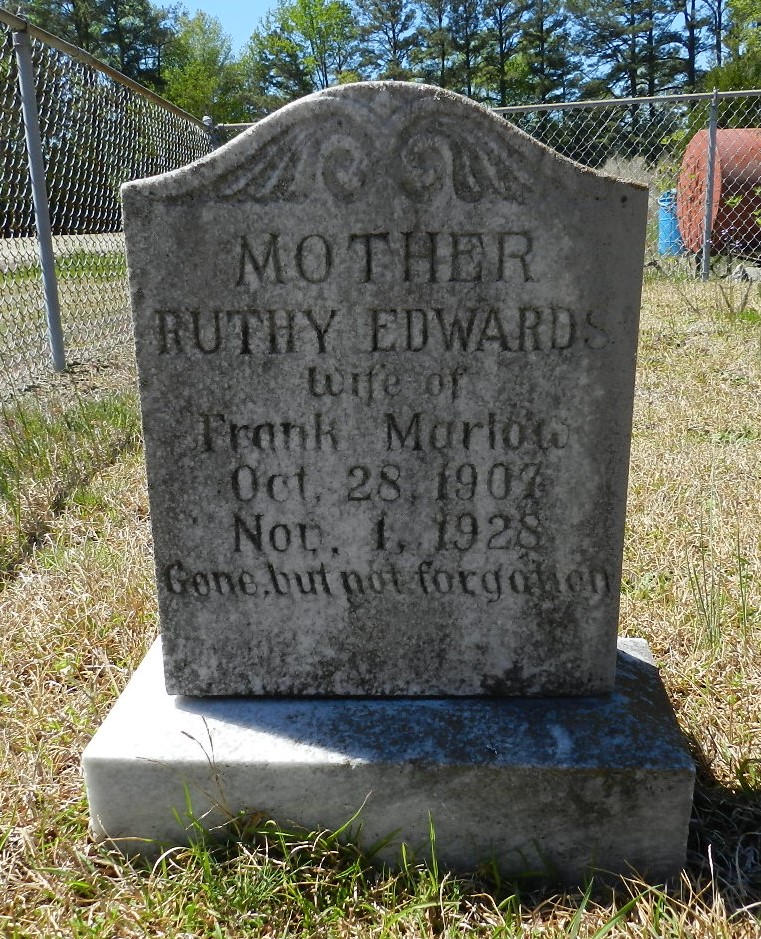 MOTHER
RUTHY EDWARDS
wife of
Frank Marlow
Oct. 28, 1907
Nov. 1, 1928
Gone, but not forgotten